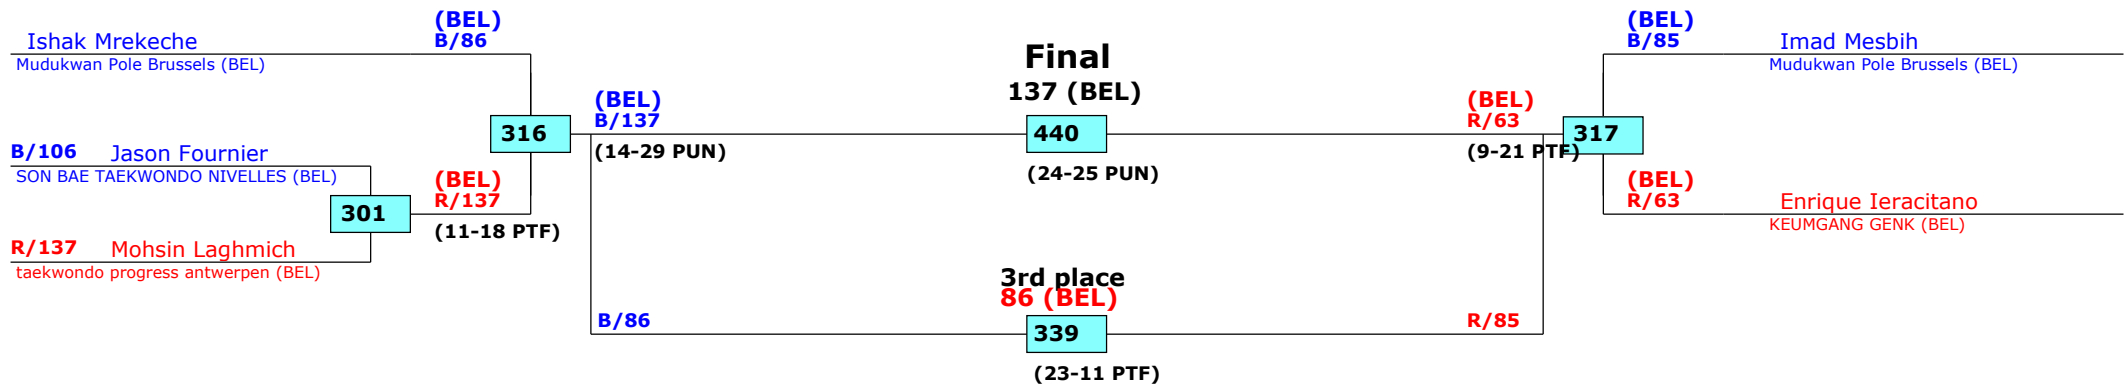 (BEL)
B/86
Ishak Mrekeche
Mudukwan Pole Brussels (BEL)
B/106 Jason Fournier
SON BAE TAEKWONDO NIVELLES (BEL)
301
R/137 Mohsin Laghmich
taekwondo progress antwerpen (BEL)
(BEL)
R/137
(11-18 PTF)
316
(BEL)
B/137
(14-29 PUN)
B/86
Final
137 (BEL)
440
(24-25 PUN)
3rd place
86 (BEL)
339
(23-11 PTF)
(BEL)
R/63
(9-21 PTF)
R/85
317
(BEL)
B/85
Imad Mesbih
Mudukwan Pole Brussels (BEL)
(BEL)
R/63
Enrique Ieracitano
KEUMGANG GENK (BEL)